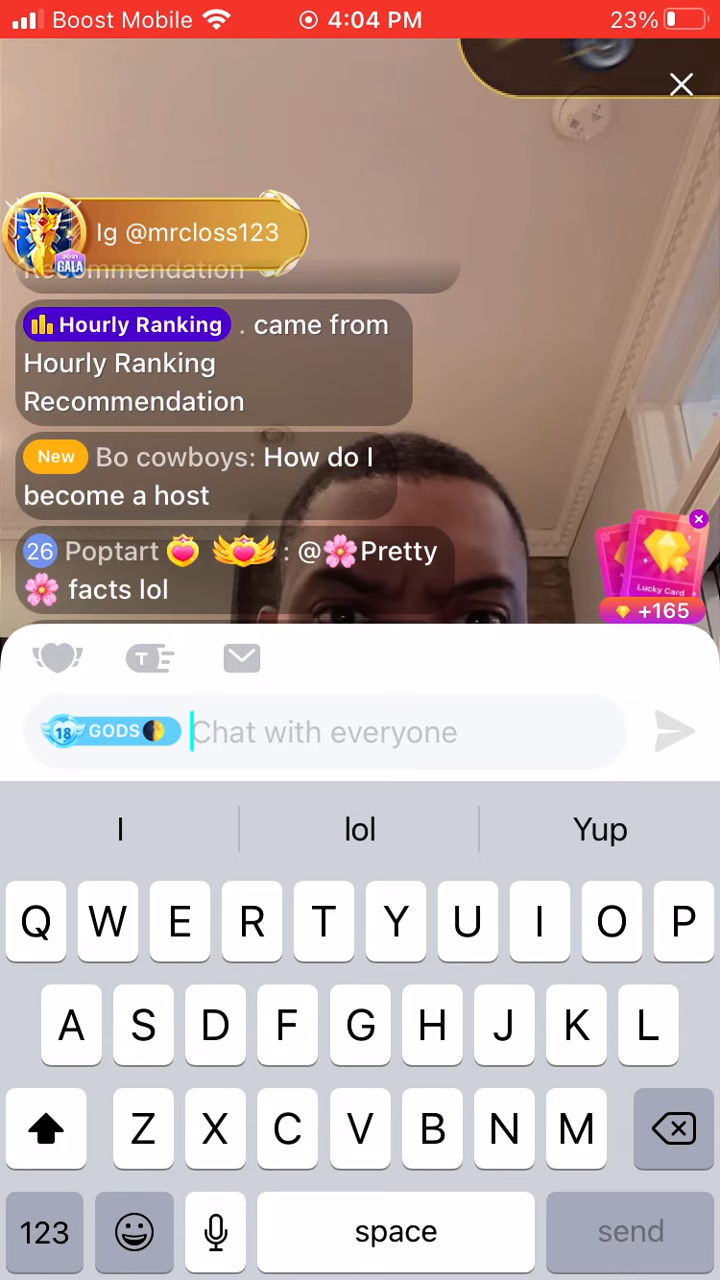 Boost Mobile 4:04 PM 23%
Ig @mrcloss123
2021
GALA
Recommendation
Hourly Ranking . came from
Hourly Ranking
Recommendation
New Bo cowboys: How do I
become a host
26 Poptart : @🌸Pretty
🌸 facts lol
Lucky Card
+165
T
18 GODS🌓 Chat with everyone
I lol Yup
Q W E R T Y U I O P
A S D F G H J K L
Z X C V B N M
123 space send